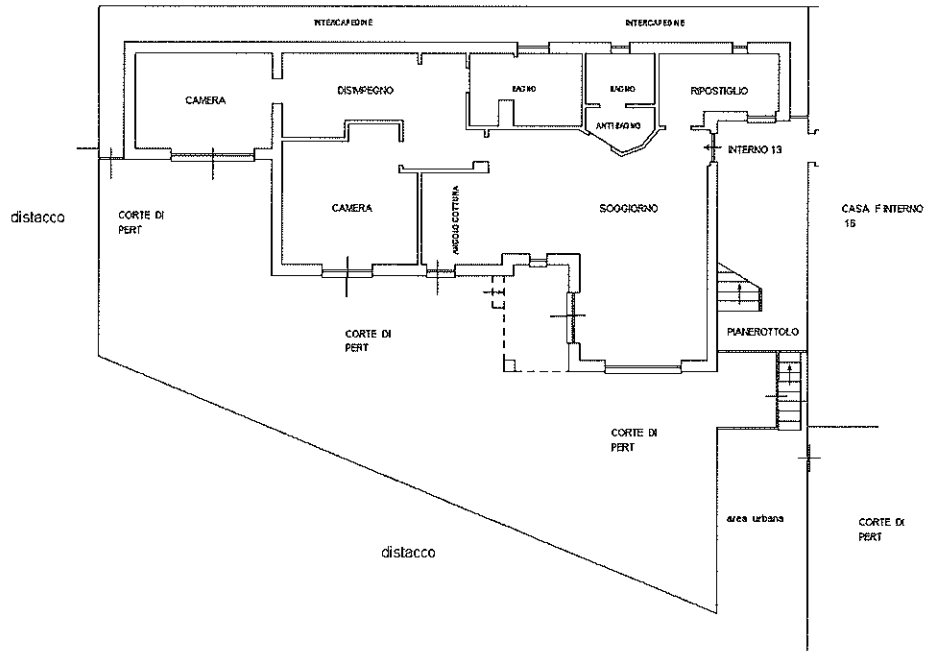 INTERCAPEDINE
INTERCAPEDINE
CAMERA
DISIMPEGNO
BAGNO
BAGNO
RIPOSTIGLIO
ANTIBAGNO
INTERNO 13
distacco
CORTE DI
PERT
CAMERA
ANGOLO COTTURA
SOGGIORNO
CASA F INTERNO
16
CORTE DI
PERT
PIANEROTTOLO
CORTE DI
PERT
area urbana
CORTE DI
PERT
distacco